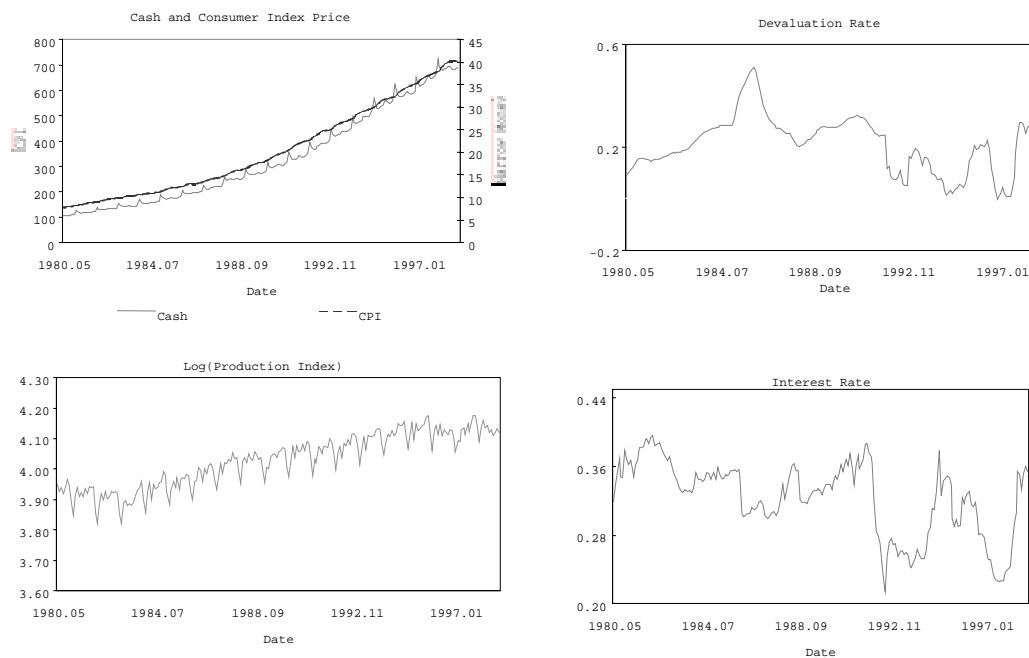 Cash and Consumer Index Price
800
700
600
500
400
300
200
100
0
45
40
35
30
25
20
15
10
5
0
1980.05 1984.07 1988.09 1992.11 1997.01
Date
Cash CPI
Devaluation Rate
0.6
0.2
-0.2
1980.05 1984.07 1988.09 1992.11 1997.01
Date
Log(Production Index)
4.30
4.20
4.10
4.00
3.90
3.80
3.70
3.60
1980.05 1984.07 1988.09 1992.11 1997.01
Date
Interest Rate
0.44
0.36
0.28
0.20
1980.05 1984.07 1988.09 1992.11 1997.01
Date